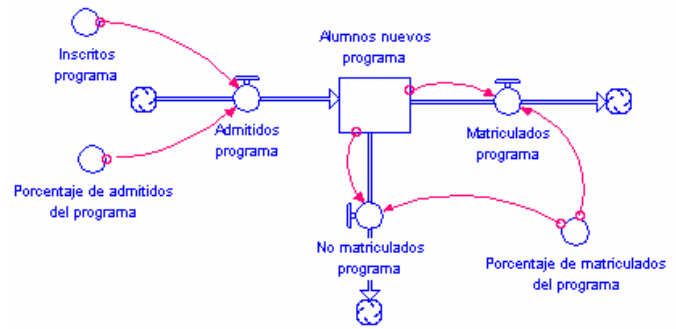 Inscritos
programa
Alumnos nuevos
programa
Admitidos
programa
Matriculados
programa
Porcentaje de admitidos
del programa
No matriculados
programa
Porcentaje de matriculados
del programa